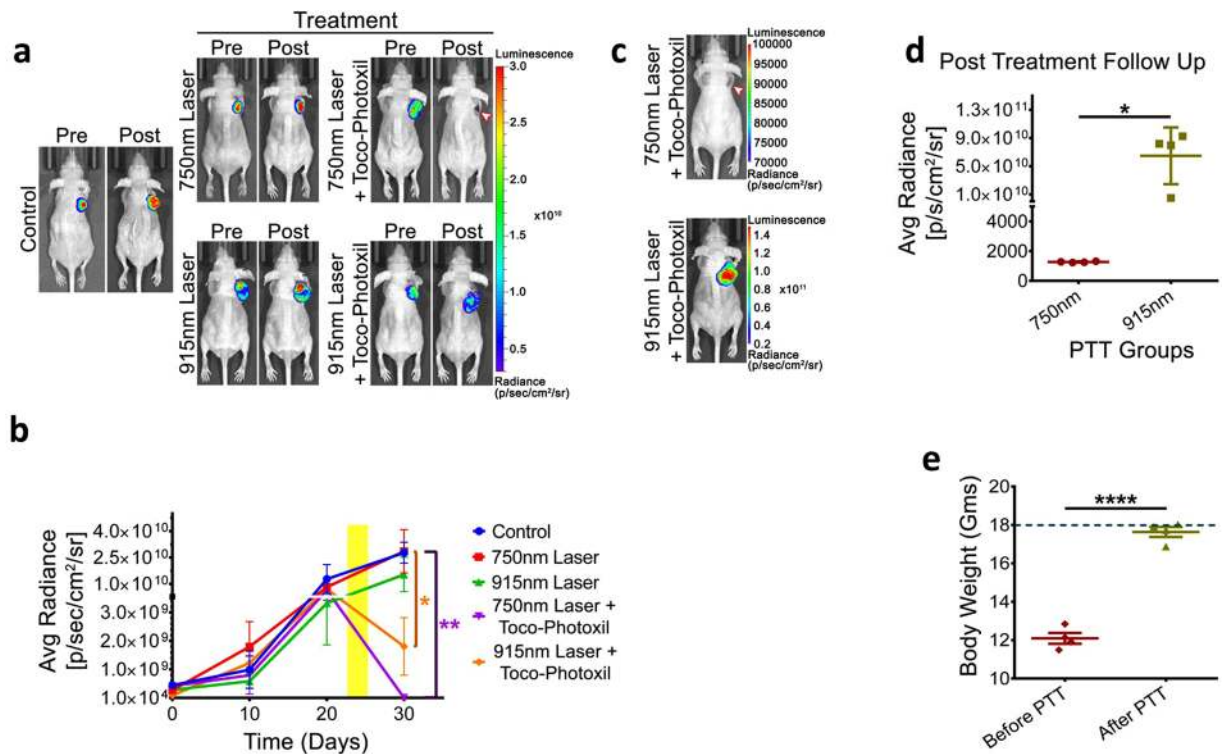 a
Treatment
Pre
Post
Pre
Post
Luminescence
3.0
2.5
2.0
x10¹⁰
1.5
1.0
0.5
Radiance
(p/sec/cm²/sr)
Control
Pre
Post
750nm Laser
750nm Laser
+ Toco-Photoxil
Pre
Post
Pre
Post
915nm Laser
915nm Laser
+ Toco-Photoxil
c
750nm Laser
+ Toco-Photoxil
Luminescence
100000
95000
90000
85000
80000
75000
70000
Radiance
(p/sec/cm²/sr)
915nm Laser
+ Toco-Photoxil
Luminescence
1.4
1.2
1.0
x10¹¹
0.8
0.6
0.4
0.2
Radiance
(p/sec/cm²/sr)
d
Post Treatment Follow Up
Avg Radiance
[p/s/cm²/sr]
1.3×10¹¹
9.0×10¹⁰
5.0×10¹⁰
1.0×10¹⁰
4000
2000
0
*
750nm
915nm
PTT Groups
b
Avg Radiance
[p/sec/cm²/sr]
4.0×10¹⁰
2.5×10¹⁰
1.0×10¹⁰
3.0×10⁹
2.0×10⁹
1.0×10⁹
1.0×10⁴
0
10
20
30
Time (Days)
*
**
Control
750nm Laser
915nm Laser
750nm Laser +
Toco-Photoxil
915nm Laser +
Toco-Photoxil
e
Body Weight (Gms)
20
18
16
14
12
10
****
Before PTT
After PTT